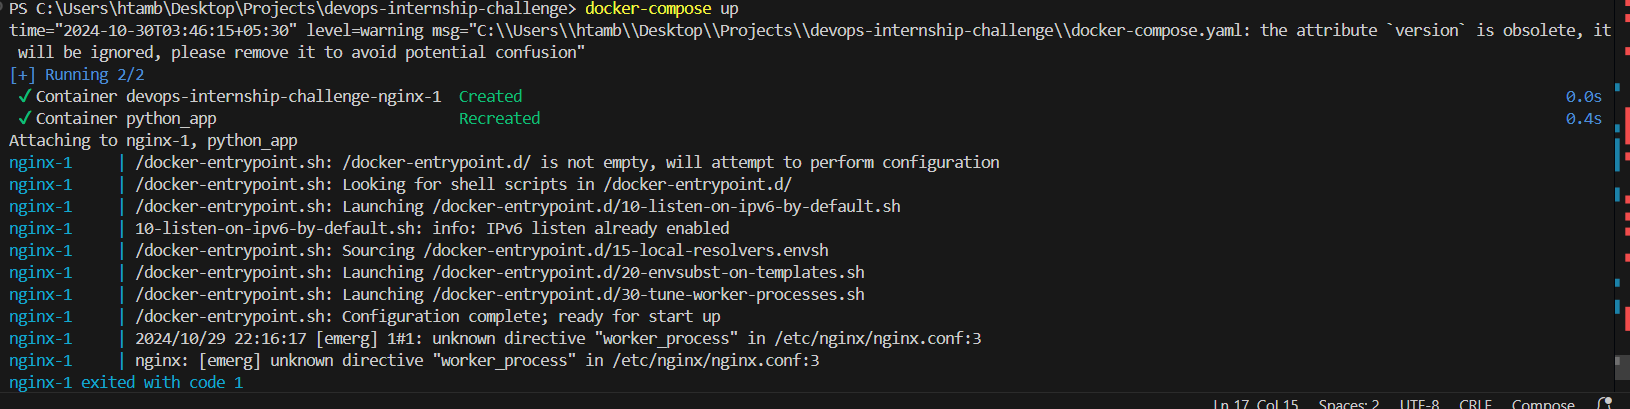 PS C:\Users\htamb\Desktop\Projects\devops-internship-challenge> docker-compose up
time="2024-10-30T03:46:15+05:30" level=warning msg="C:\\Users\\htamb\\Desktop\\Projects\\devops-internship-challenge\\docker-compose.yaml: the attribute `version` is obsolete, it
will be ignored, please remove it to avoid potential confusion"
[+] Running 2/2
✔ Container devops-internship-challenge-nginx-1 Created 0.0s
✔ Container python_app Recreated 0.4s
Attaching to nginx-1, python_app
nginx-1 | /docker-entrypoint.sh: /docker-entrypoint.d/ is not empty, will attempt to perform configuration
nginx-1 | /docker-entrypoint.sh: Looking for shell scripts in /docker-entrypoint.d/
nginx-1 | /docker-entrypoint.sh: Launching /docker-entrypoint.d/10-listen-on-ipv6-by-default.sh
nginx-1 | 10-listen-on-ipv6-by-default.sh: info: IPv6 listen already enabled
nginx-1 | /docker-entrypoint.sh: Sourcing /docker-entrypoint.d/15-local-resolvers.envsh
nginx-1 | /docker-entrypoint.sh: Launching /docker-entrypoint.d/20-envsubst-on-templates.sh
nginx-1 | /docker-entrypoint.sh: Launching /docker-entrypoint.d/30-tune-worker-processes.sh
nginx-1 | /docker-entrypoint.sh: Configuration complete; ready for start up
nginx-1 | 2024/10/29 22:16:17 [emerg] 1#1: unknown directive "worker_process" in /etc/nginx/nginx.conf:3
nginx-1 | nginx: [emerg] unknown directive "worker_process" in /etc/nginx/nginx.conf:3
nginx-1 exited with code 1
Ln 17, Col 15 Spaces: 2 UTF-8 CRLF Compose